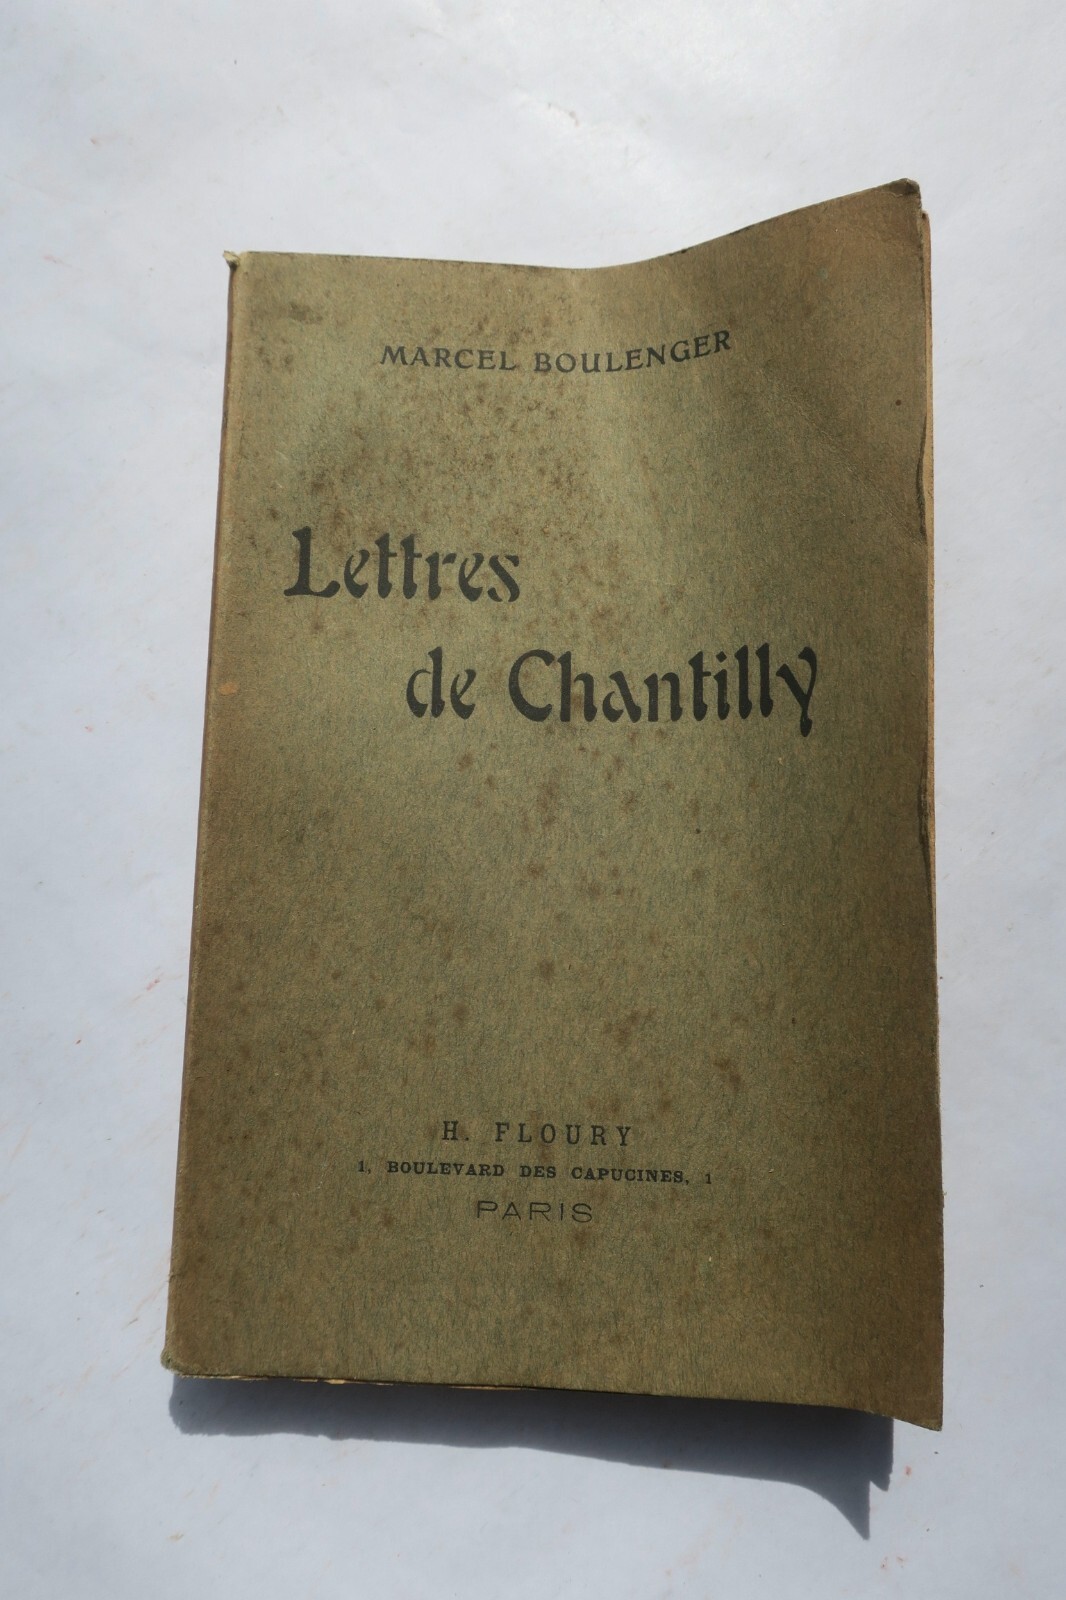 MARCEL BOULENGER
Lettres
de Chantilly
H. FLOURY
1, BOULEVARD DES CAPUCINES, 1
PARIS